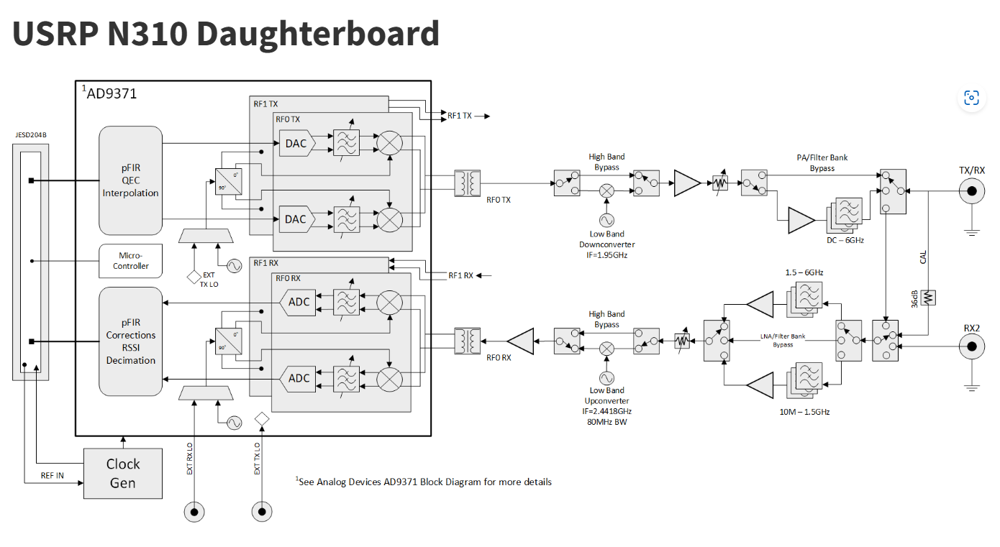 USRP N310 Daughterboard
1AD9371
JESD204B
pFIR
QEC
Interpolation
Micro-
Controller
pFIR
Corrections
RSSI
Decimation
RF1 TX
RF0 TX
DAC
0°
90°
DAC
EXT
TX LO
RF1 RX
RF0 RX
ADC
0°
90°
ADC
RF1 TX
RF0 TX
RF1 RX
RF0 RX
High Band
Bypass
Low Band
Downconverter
IF=1.95GHz
PA/Filter Bank
Bypass
DC – 6GHz
TX/RX
CAL
36dB
1.5 – 6GHz
High Band
Bypass
LNA/Filter Bank
Bypass
RX2
Low Band
Upconverter
IF=2.4418GHz
80MHz BW
10M – 1.5GHz
Clock
Gen
REF IN
EXT RX LO
EXT TX LO
1See Analog Devices AD9371 Block Diagram for more details